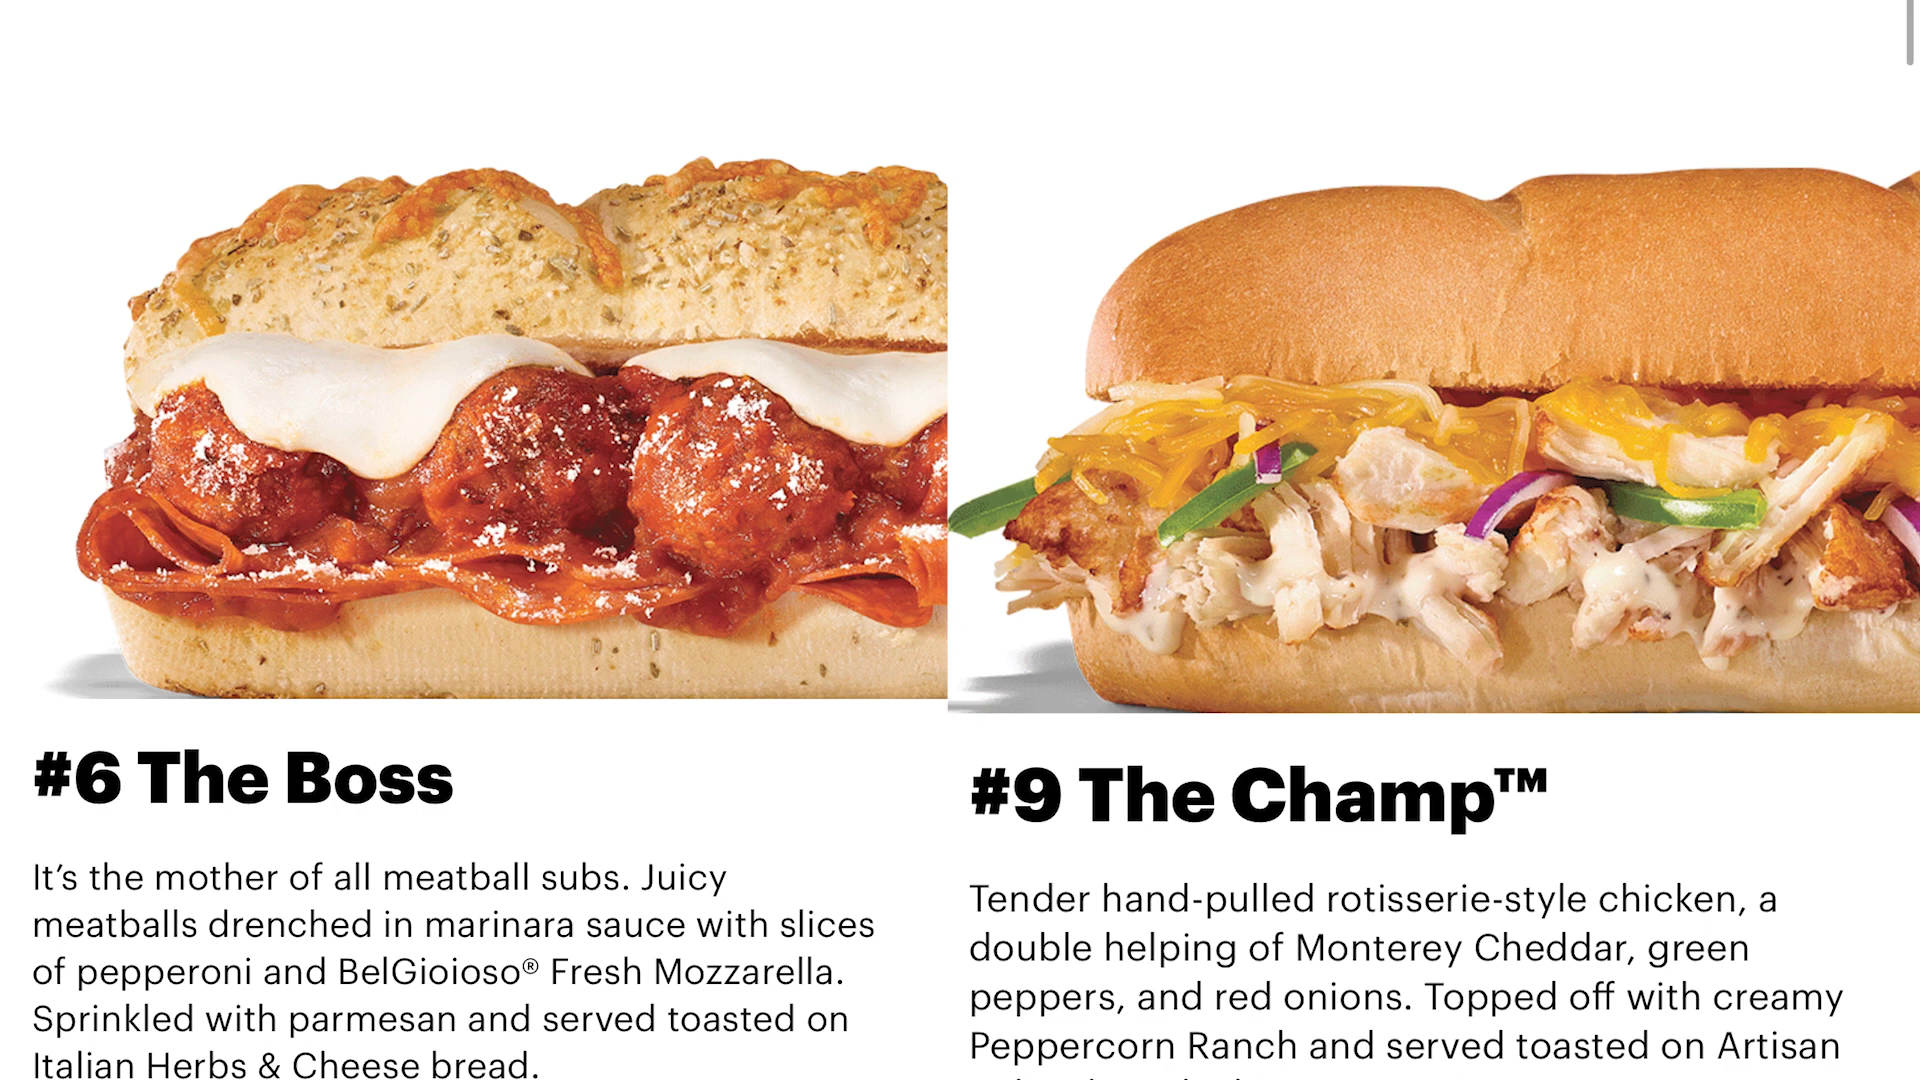 #6 The Boss
It’s the mother of all meatball subs. Juicy
meatballs drenched in marinara sauce with slices
of pepperoni and BelGioioso® Fresh Mozzarella.
Sprinkled with parmesan and served toasted on
Italian Herbs & Cheese bread.
#9 The Champ™
Tender hand-pulled rotisserie-style chicken, a
double helping of Monterey Cheddar, green
peppers, and red onions. Topped off with creamy
Peppercorn Ranch and served toasted on Artisan